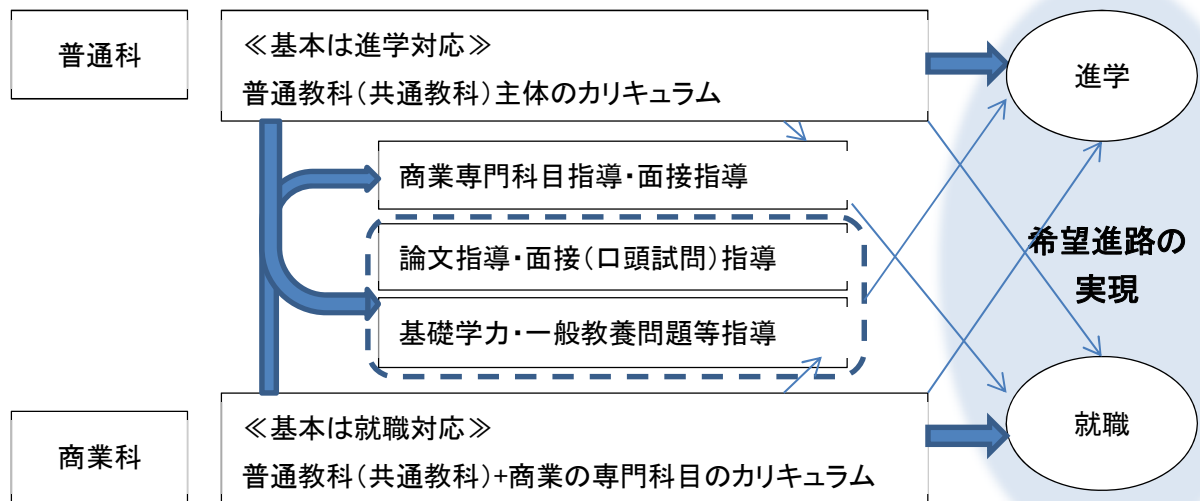 普通科
≪基本は進学対応≫
普通教科（共通教科）主体のカリキュラム
進学
商業専門科目指導・面接指導
論文指導・面接（口頭試問）指導
基礎学力・一般教養問題等指導
希望進路の
実現
商業科
≪基本は就職対応≫
普通教科（共通教科）+商業の専門科目のカリキュラム
就職